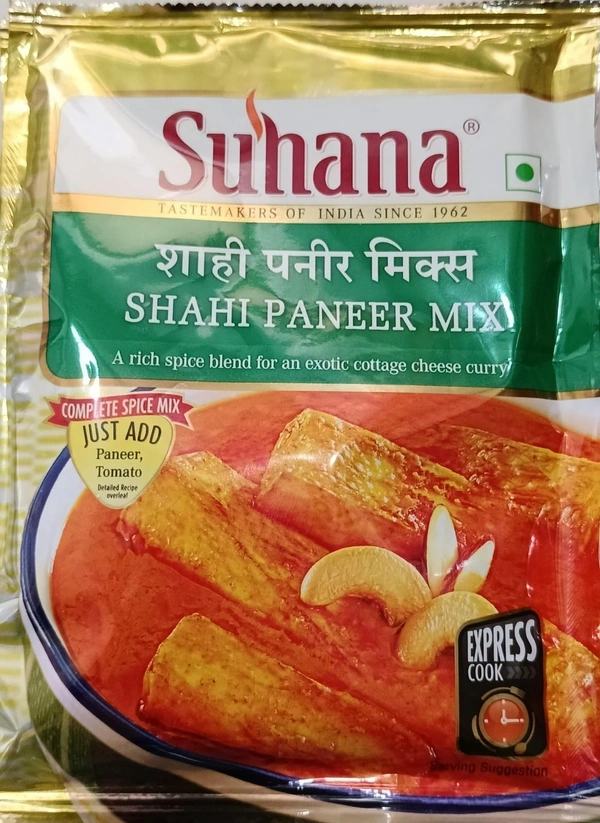 Suhana®
TASTEMAKERS OF INDIA SINCE 1962
शाही पनीर मिक्स
SHAHI PANEER MIX
A rich spice blend for an exotic cottage cheese curry
COMPLETE SPICE MIX
JUST ADD
Paneer,
Tomato
Detailed Recipe
overleaf
EXPRESS
COOK
Serving Suggestion